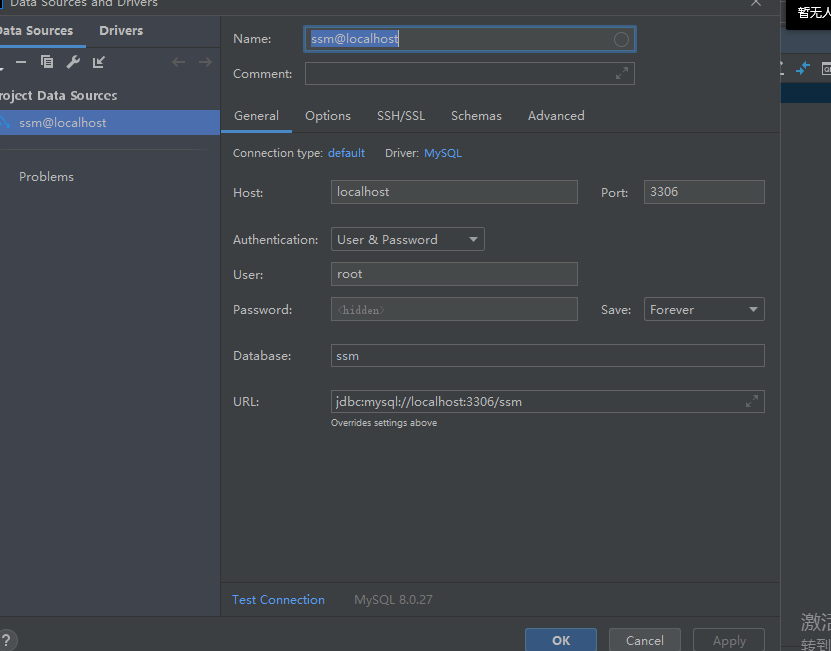 Data Sources and Drivers
暂无人
Data Sources Drivers
Name: ssm@localhost
Comment:
Project Data Sources
ssm@localhost
General Options SSH/SSL Schemas Advanced
Connection type: default Driver: MySQL
Problems
Host: localhost Port: 3306
Authentication: User & Password
User: root
Password: <hidden> Save: Forever
Database: ssm
URL: jdbc:mysql://localhost:3306/ssm
Overrides settings above
Test Connection MySQL 8.0.27
激活
转到
? OK Cancel Apply